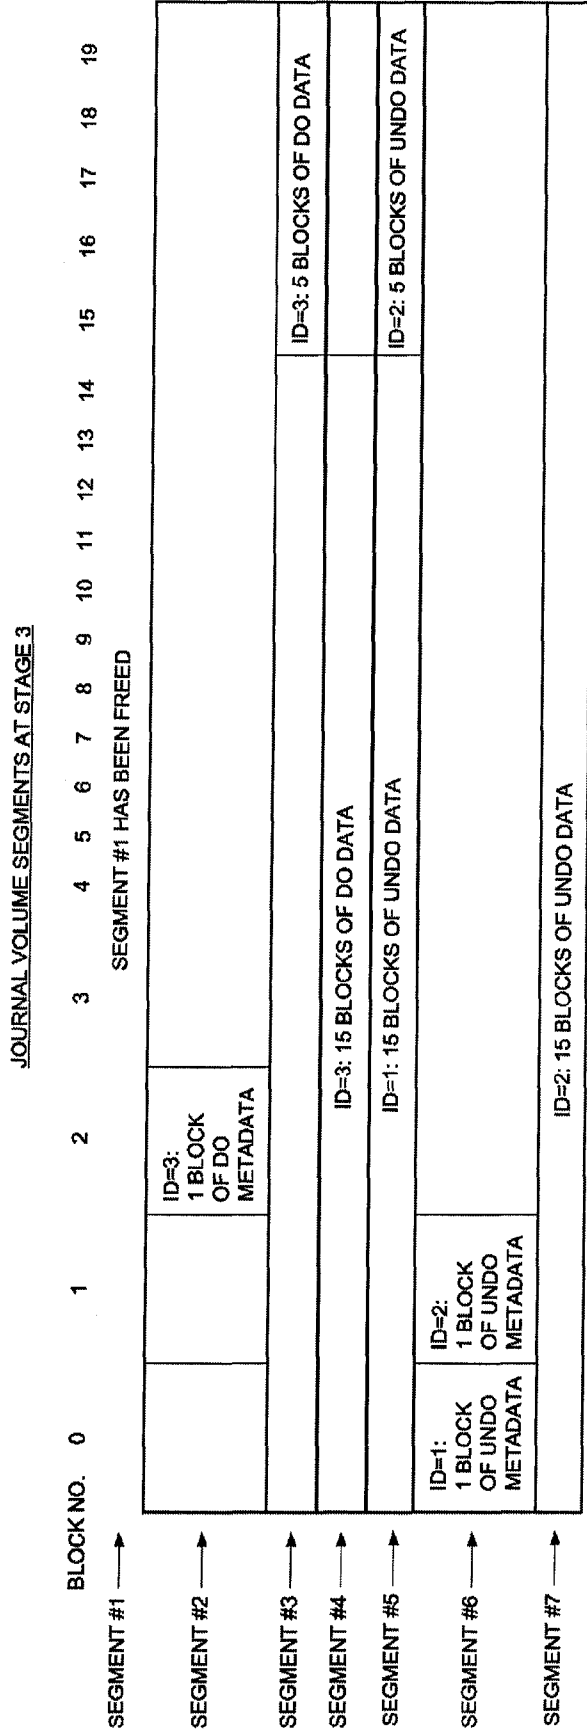 JOURNAL VOLUME SEGMENTS AT STAGE 3
BLOCK NO. 0 1 2 3 4 5 6 7 8 9 10 11 12 13 14 15 16 17 18 19
SEGMENT #1
SEGMENT #1 HAS BEEN FREED
SEGMENT #2
ID=3:
1 BLOCK
OF DO
METADATA
SEGMENT #3
ID=3: 5 BLOCKS OF DO DATA
SEGMENT #4
ID=3: 15 BLOCKS OF DO DATA
SEGMENT #5
ID=1: 15 BLOCKS OF UNDO DATA
ID=2: 5 BLOCKS OF UNDO DATA
SEGMENT #6
ID=1:
1 BLOCK
OF UNDO
METADATA
ID=2:
1 BLOCK
OF UNDO
METADATA
SEGMENT #7
ID=2: 15 BLOCKS OF UNDO DATA